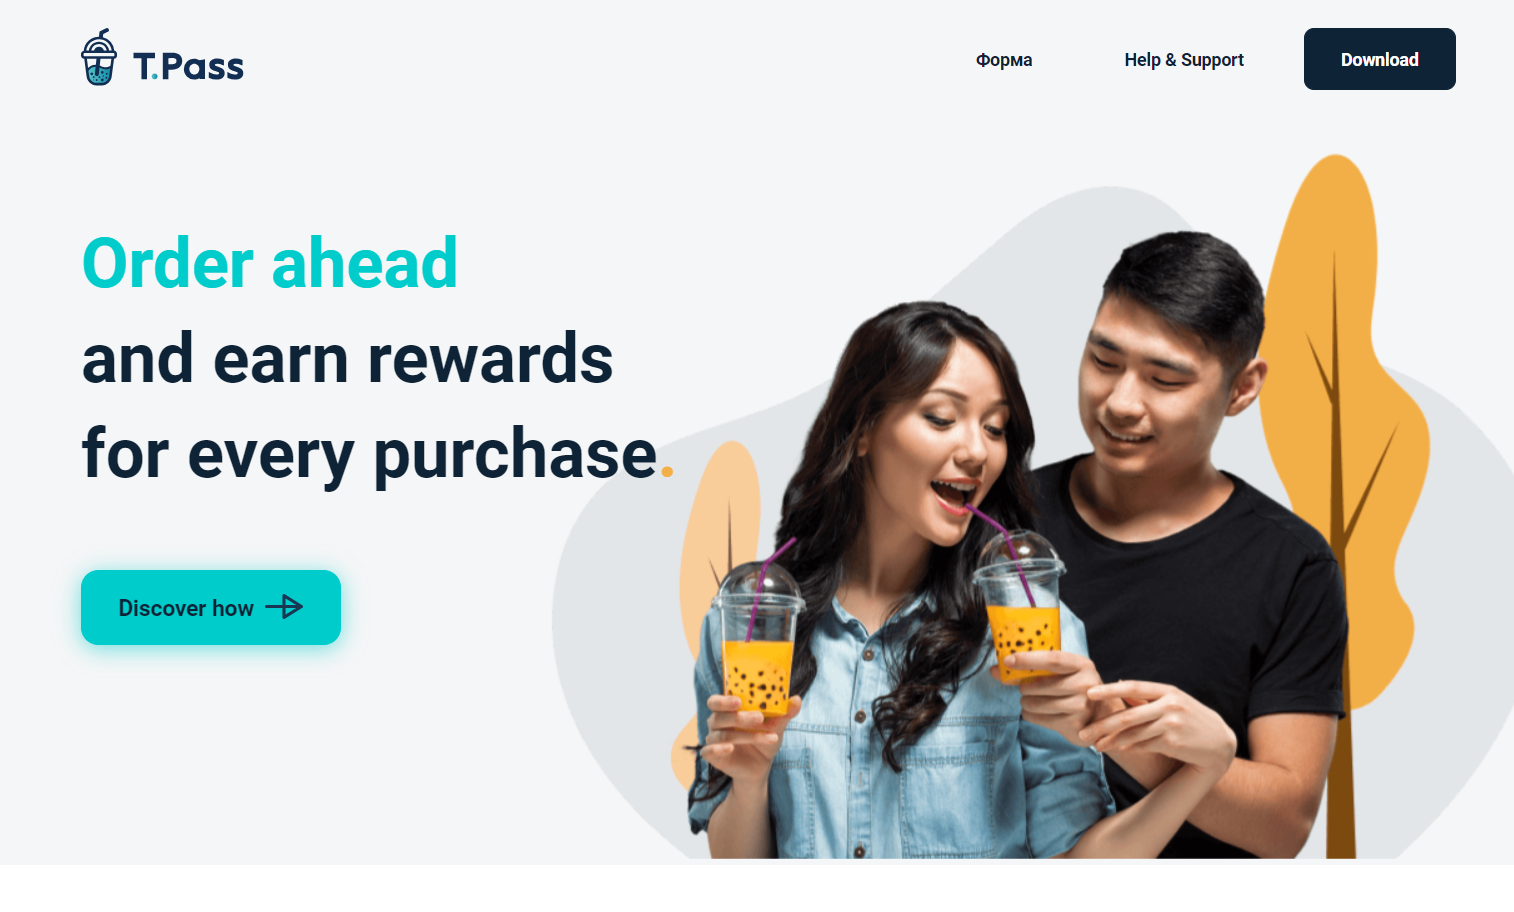 T.Pass
Форма
Help & Support
Download
Order ahead
and earn rewards
for every purchase.
Discover how